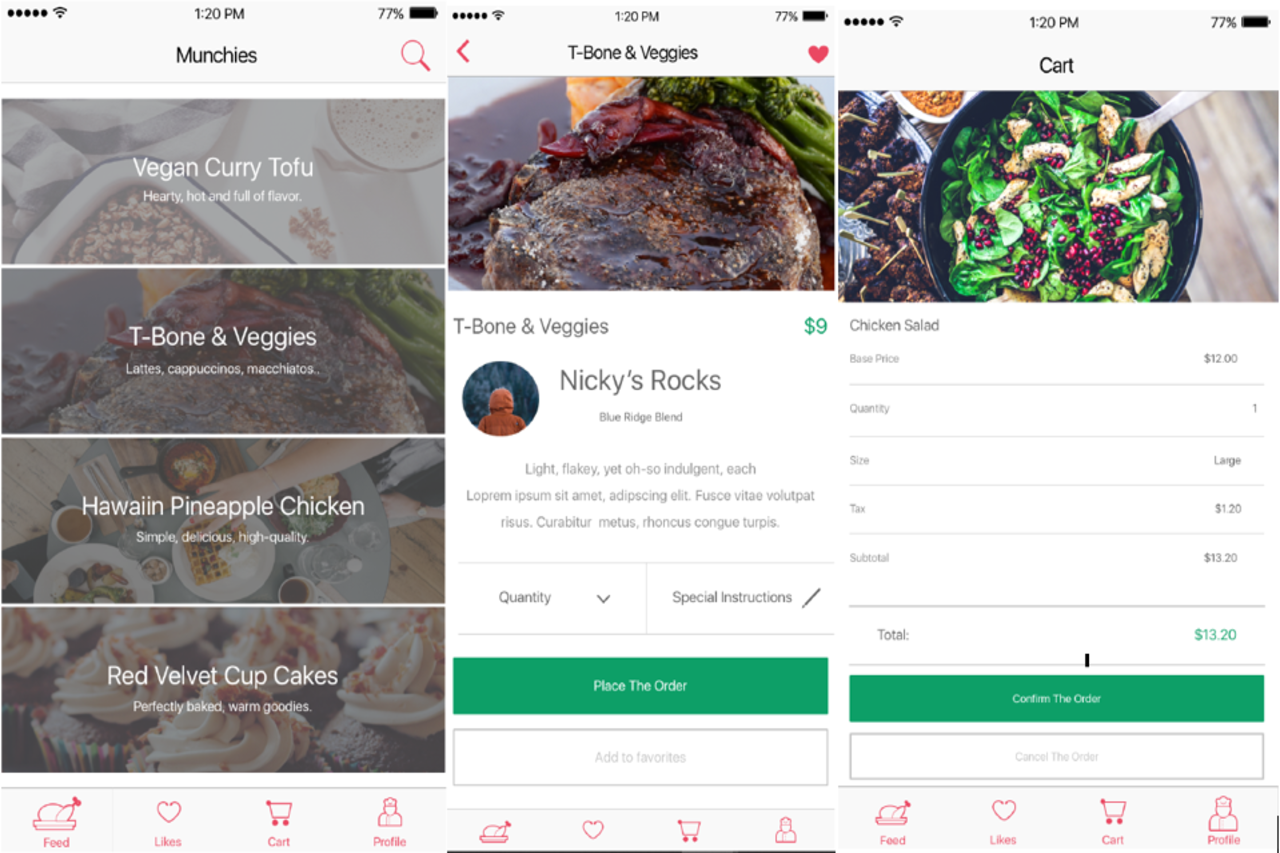 1:20 PM 77%
Munchies
Vegan Curry Tofu
Hearty, hot and full of flavor.
T-Bone & Veggies
Lattes, cappuccinos, macchiatos..
Hawaiin Pineapple Chicken
Simple, delicious, high-quality.
Red Velvet Cup Cakes
Perfectly baked, warm goodies.
Feed Likes Cart Profile
1:20 PM 77%
T-Bone & Veggies
T-Bone & Veggies $9
Nicky's Rocks
Blue Ridge Blend
Light, flakey, yet oh-so indulgent, each
Loprem ipsum sit amet, adipscing elit. Fusce vitae volutpat
risus. Curabitur metus, rhoncus congue turpis.
Quantity Special Instructions
Place The Order
Add to favorites
1:20 PM 77%
Cart
Chicken Salad
Base Price $12.00
Quantity 1
Size Large
Tax $1.20
Subtotal $13.20
Total: $13.20
Confirm The Order
Cancel The Order
Feed Likes Cart Profile